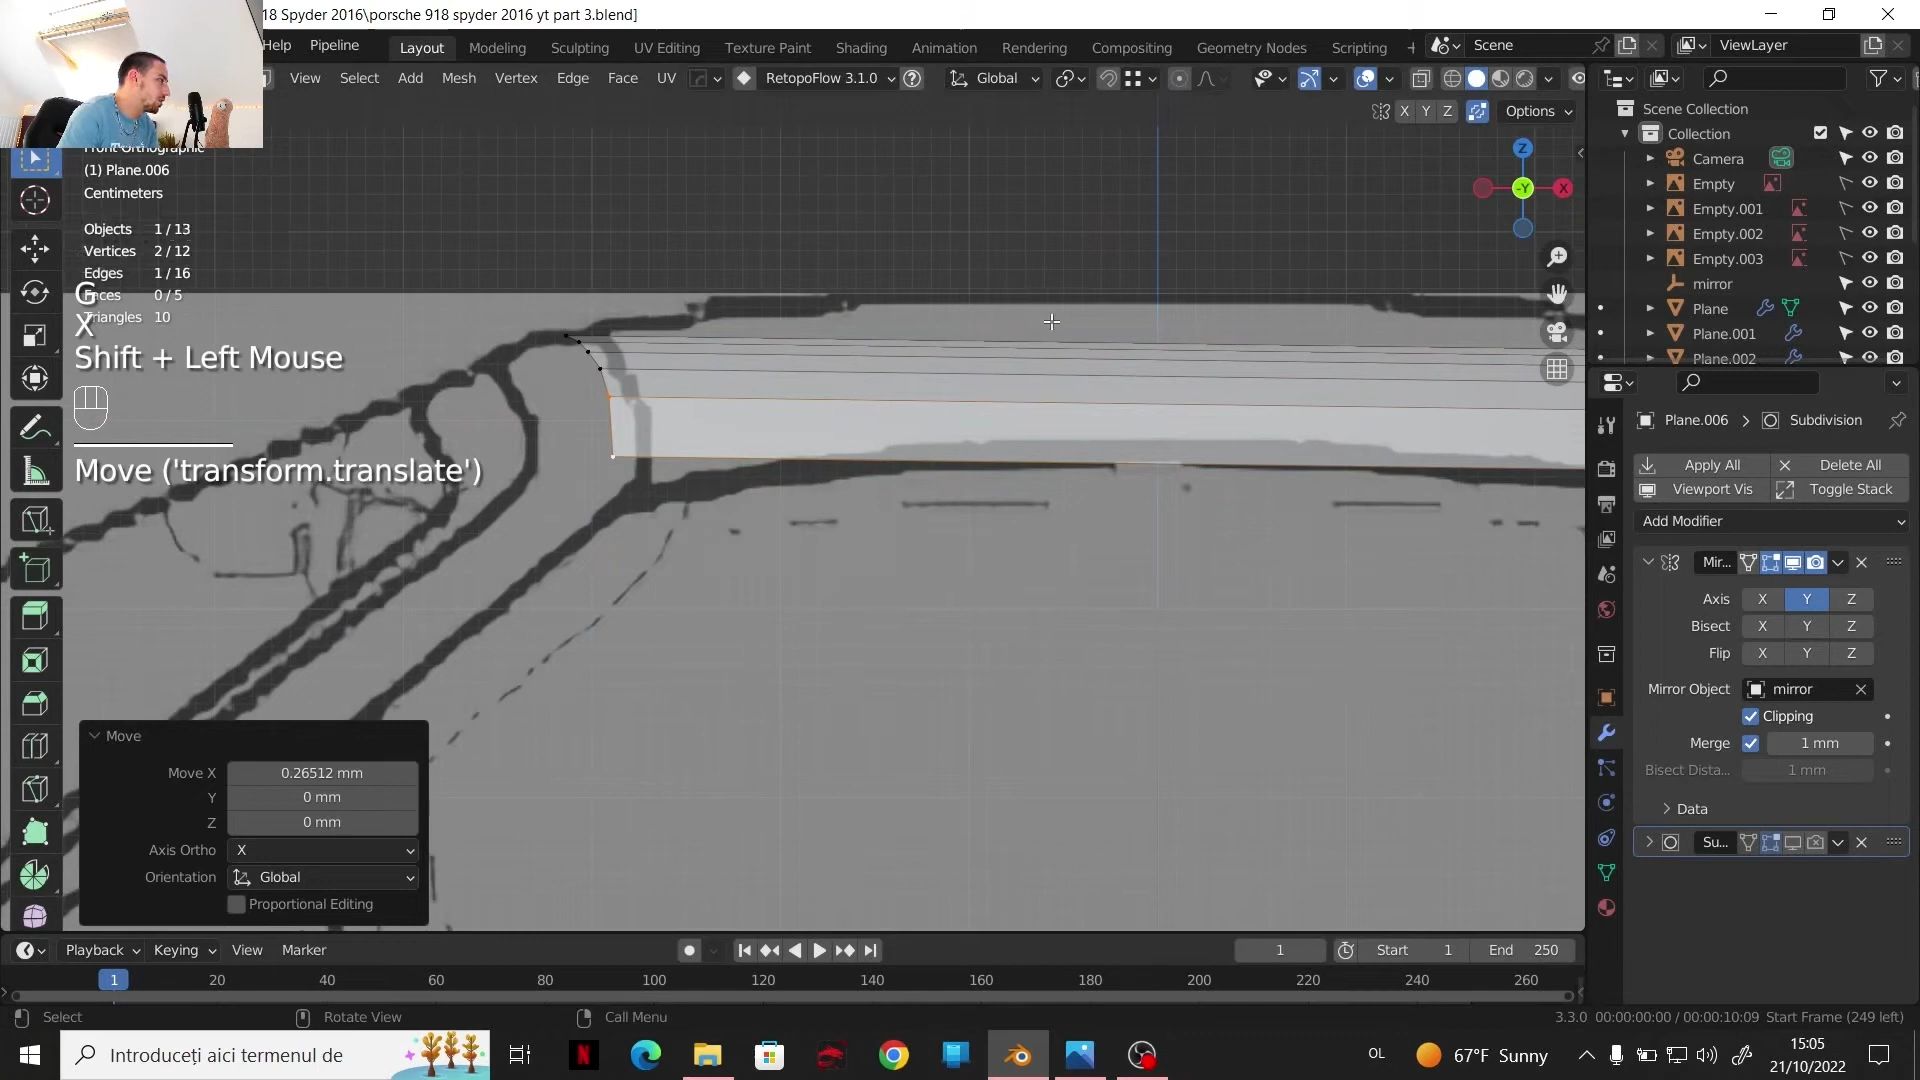 18 Spyder 2016\porsche 918 spyder 2016 yt part 3.blend]
Help
Pipeline
Layout
Modeling
Sculpting
UV Editing
Texture Paint
Shading
Animation
Rendering
Compositing
Geometry Nodes
Scripting
+
Scene
ViewLayer
View
Select
Add
Mesh
Vertex
Edge
Face
UV
RetopoFlow 3.1.0
Global
X
Y
Z
Options
(1) Plane.006
Centimeters
Objects 1 / 13
Vertices 2 / 12
Edges 1 / 16
Faces 0 / 5
Triangles 10
G
X
Shift + Left Mouse
Move ('transform.translate')
Z
-Y
X
Scene Collection
Collection
Camera
Empty
Empty.001
Empty.002
Empty.003
mirror
Plane
Plane.001
Plane.002
Plane.006 > Subdivision
Apply All
Delete All
Viewport Vis
Toggle Stack
Add Modifier
Mir...
Axis X Y Z
Bisect X Y Z
Flip X Y Z
Mirror Object mirror
Clipping
Merge 1 mm
Bisect Dista... 1 mm
Data
Su...
Move
Move X 0.26512 mm
Y 0 mm
Z 0 mm
Axis Ortho X
Orientation Global
Proportional Editing
Playback
Keying
View
Marker
1
Start 1
End 250
1 20 40 60 80 100 120 140 160 180 200 220 240 260
Select
Rotate View
Call Menu
3.3.0 00:00:00:00 / 00:00:10:09 Start Frame (249 left)
Introduceți aici termenul de
OL
67°F Sunny
15:05
21/10/2022